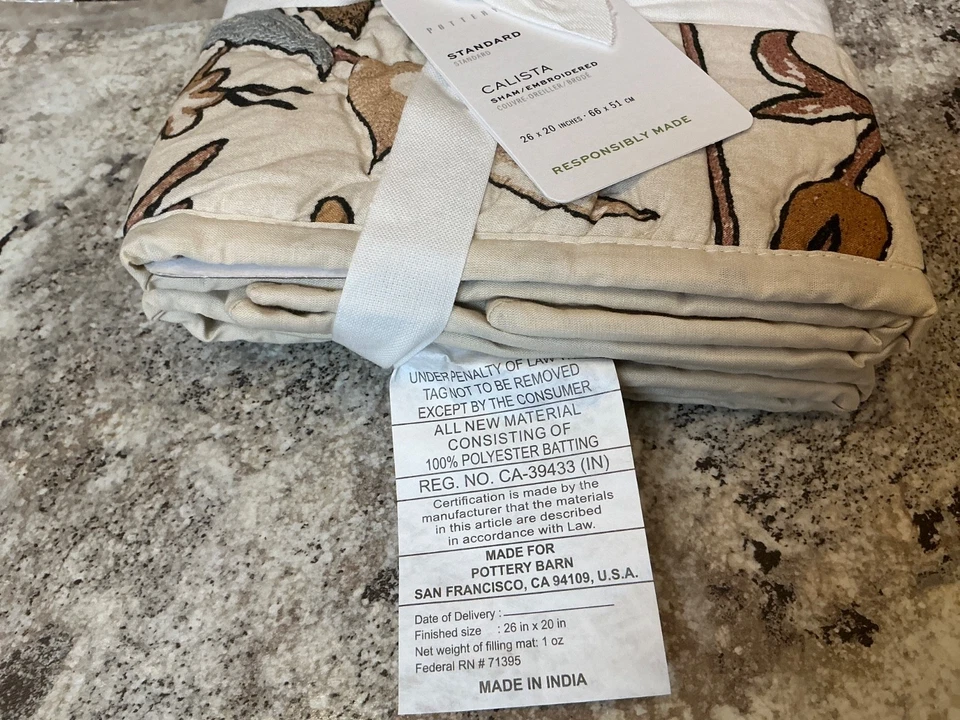 POTTER
STANDARD
STANDARD
CALISTA
SHAM/EMBROIDERED
COUVRE-OREILLER/BRODÉ
26 x 20 INCHES · 66 x 51 CM
RESPONSIBLY MADE
UNDER PENALTY OF LAW
TAG NOT TO BE REMOVED
EXCEPT BY THE CONSUMER
ALL NEW MATERIAL
CONSISTING OF
100% POLYESTER BATTING
REG. NO. CA-39433 (IN)
Certification is made by the
manufacturer that the materials
in this article are described
in accordance with Law.
MADE FOR
POTTERY BARN
SAN FRANCISCO, CA 94109, U.S.A.
Date of Delivery :
Finished size : 26 in x 20 in
Net weight of filling mat: 1 oz
Federal RN # 71395
MADE IN INDIA